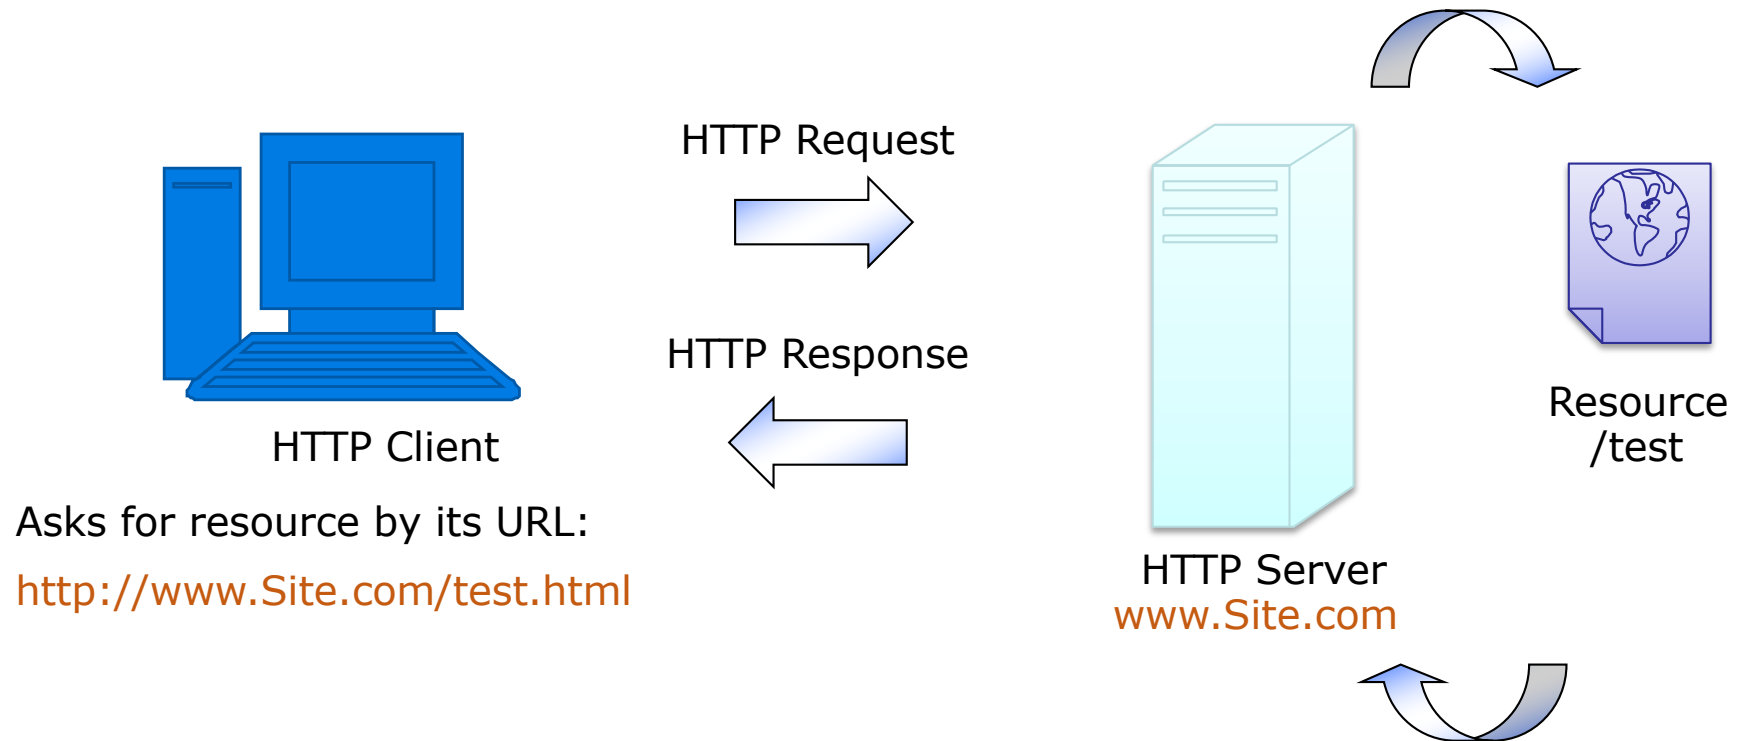 HTTP Request
HTTP Response
HTTP Client
Asks for resource by its URL:
http://www.Site.com/test.html
HTTP Server
www.Site.com
Resource
/test